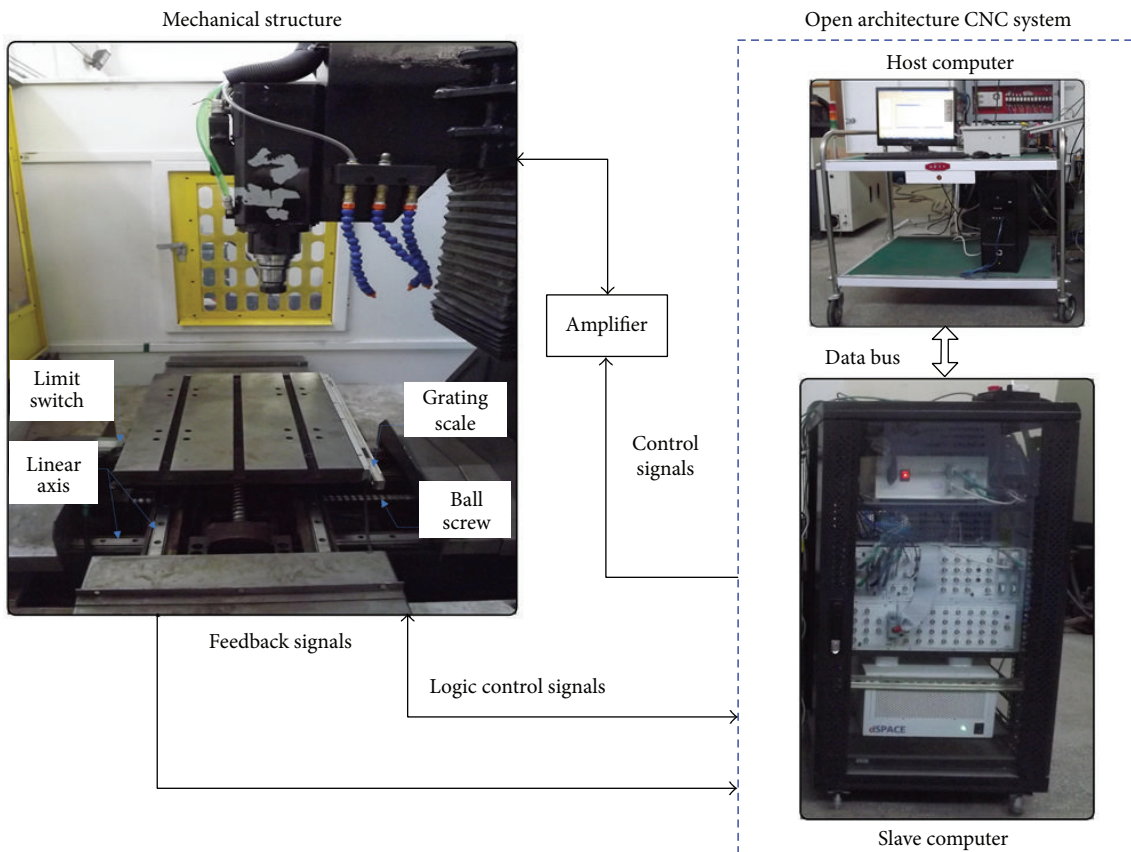 Mechanical structure
Open architecture CNC system
Host computer
Amplifier
Data bus
Limit
switch
Grating
scale
Linear
axis
Ball
screw
Control
signals
Feedback signals
Logic control signals
dSPACE
Slave computer